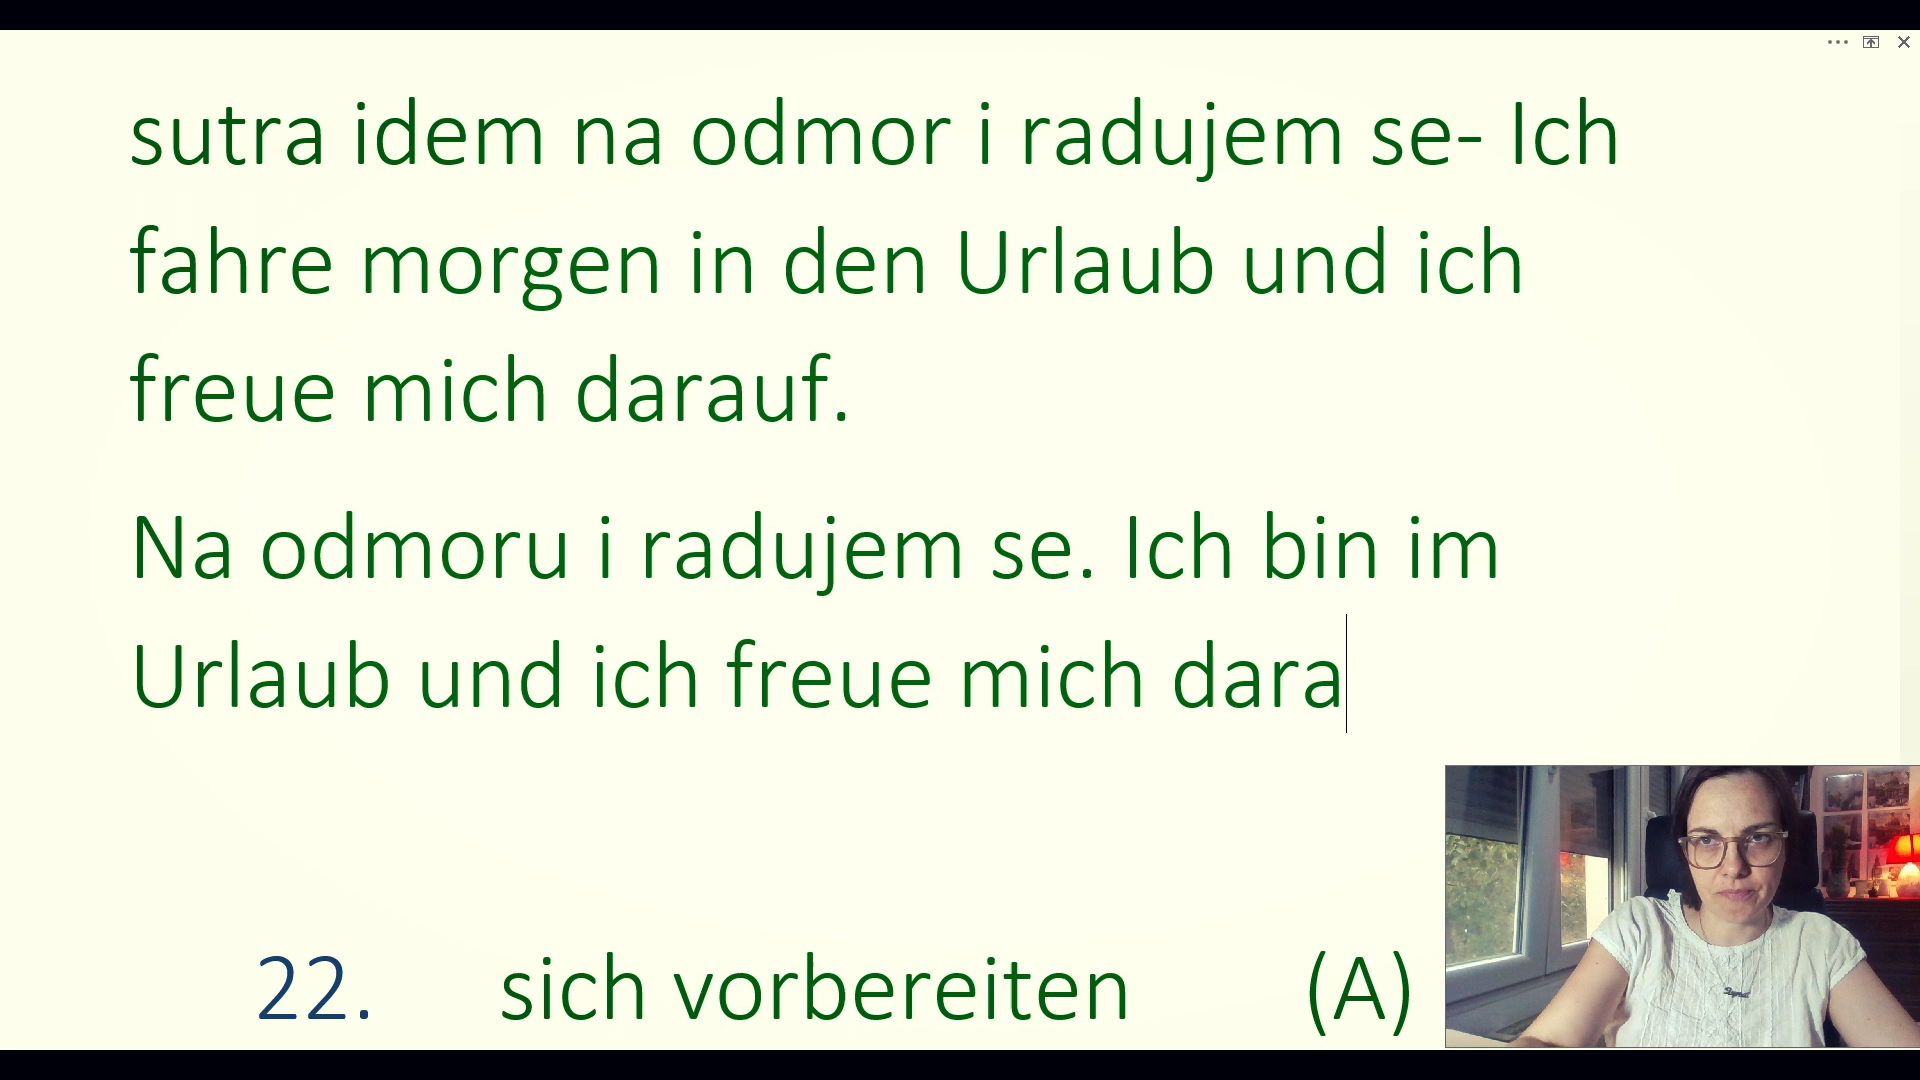 sutra idem na odmor i radujem se- Ich
fahre morgen in den Urlaub und ich
freue mich darauf.
Na odmoru i radujem se. Ich bin im
Urlaub und ich freue mich dara
22. sich vorbereiten (A)